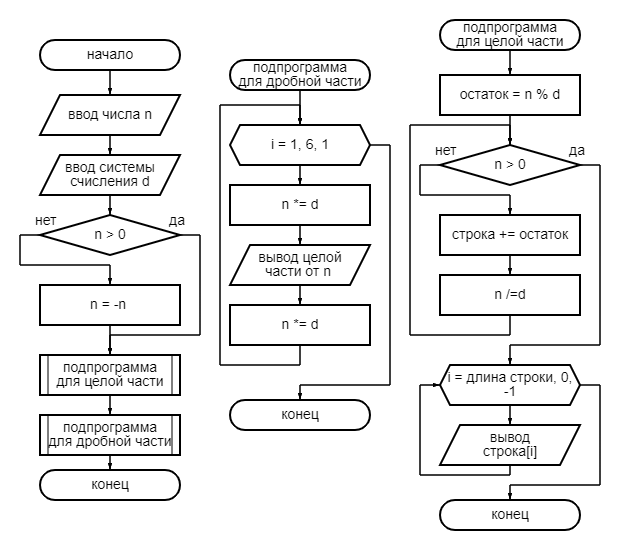 начало
ввод числа n
ввод системы
счисления d
нет
да
n > 0
n = -n
подпрограмма
для целой части
подпрограмма
для дробной части
конец
подпрограмма
для дробной части
i = 1, 6, 1
n *= d
вывод целой
части от n
n *= d
конец
подпрограмма
для целой части
остаток = n % d
нет
да
n > 0
строка += остаток
n /=d
i = длина строки, 0,
-1
вывод
строка[i]
конец